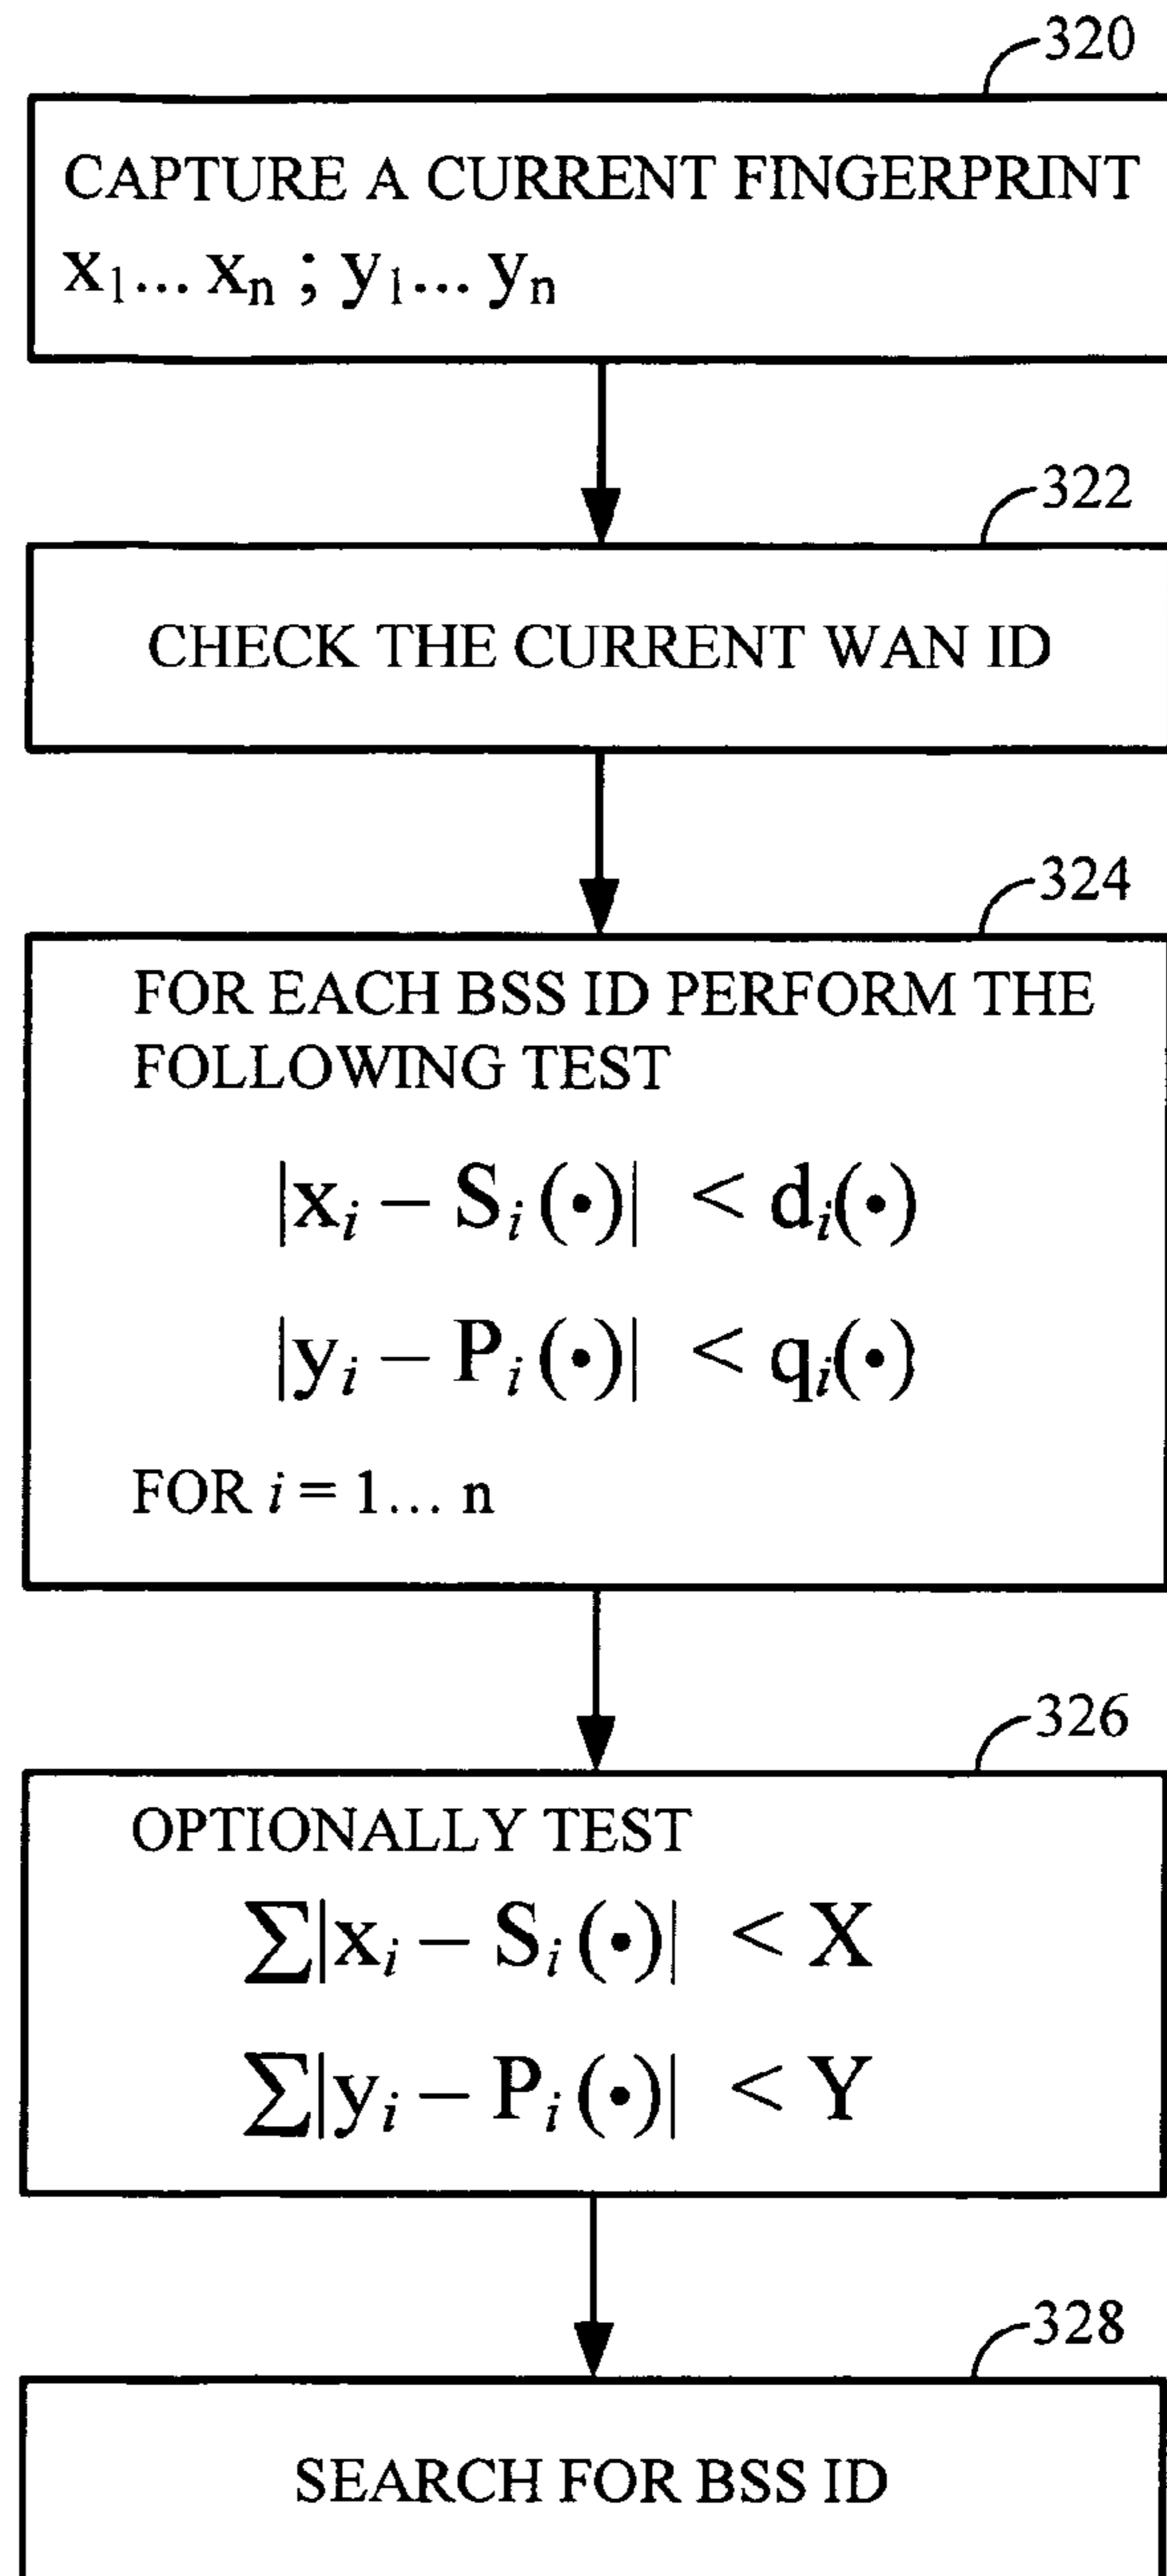 320
CAPTURE A CURRENT FINGERPRINT
x₁... xₙ ; y₁... yₙ
322
CHECK THE CURRENT WAN ID
324
FOR EACH BSS ID PERFORM THE
FOLLOWING TEST
|xᵢ – Sᵢ(•)| < dᵢ(•)
|yᵢ – Pᵢ(•)| < qᵢ(•)
FOR i = 1... n
326
OPTIONALLY TEST
∑|xᵢ – Sᵢ(•)| < X
∑|yᵢ – Pᵢ(•)| < Y
328
SEARCH FOR BSS ID